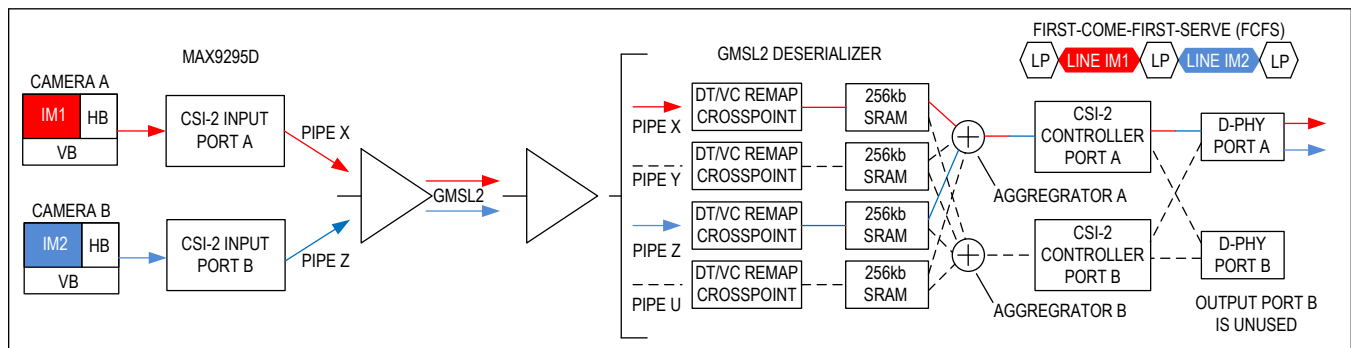 MAX9295D
CAMERA A
IM1
HB
VB
CSI-2 INPUT
PORT A
PIPE X
CAMERA B
IM2
HB
VB
CSI-2 INPUT
PORT B
PIPE Z
GMSL2
GMSL2 DESERIALIZER
PIPE X
DT/VC REMAP
CROSSPOINT
256kb
SRAM
PIPE Y
DT/VC REMAP
CROSSPOINT
256kb
SRAM
PIPE Z
DT/VC REMAP
CROSSPOINT
256kb
SRAM
PIPE U
DT/VC REMAP
CROSSPOINT
256kb
SRAM
FIRST-COME-FIRST-SERVE (FCFS)
LP
LINE IM1
LP
LINE IM2
LP
AGGREGRATOR A
AGGREGRATOR B
CSI-2
CONTROLLER
PORT A
CSI-2
CONTROLLER
PORT B
D-PHY
PORT A
D-PHY
PORT B
OUTPUT PORT B
IS UNUSED